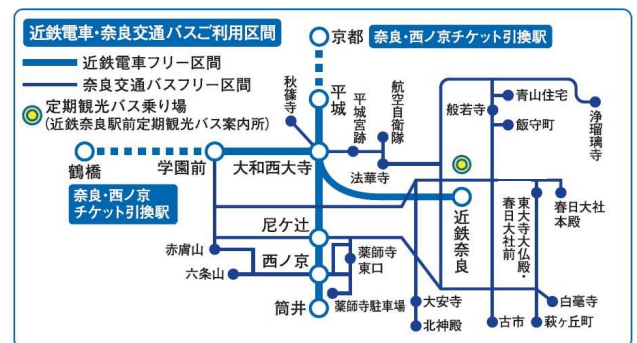 近鉄電車・奈良交通バスご利用区間
京都
奈良・西ノ京チケット引換駅
近鉄電車フリー区間
奈良交通バスフリー区間
定期観光バス乗り場
(近鉄奈良駅前定期観光バス案内所)
秋篠寺
平城
平城宮跡
航空自衛隊
般若寺
青山住宅
飯守町
浄瑠璃寺
鶴橋
学園前
大和西大寺
法華寺
奈良・西ノ京
チケット引換駅
近鉄奈良
東大寺大仏殿・
春日大社前
春日大社
本殿
尼ケ辻
赤膚山
西ノ京
薬師寺
東口
六条山
筒井
薬師寺駐車場
大安寺
北神殿
白毫寺
古市
萩ヶ丘町